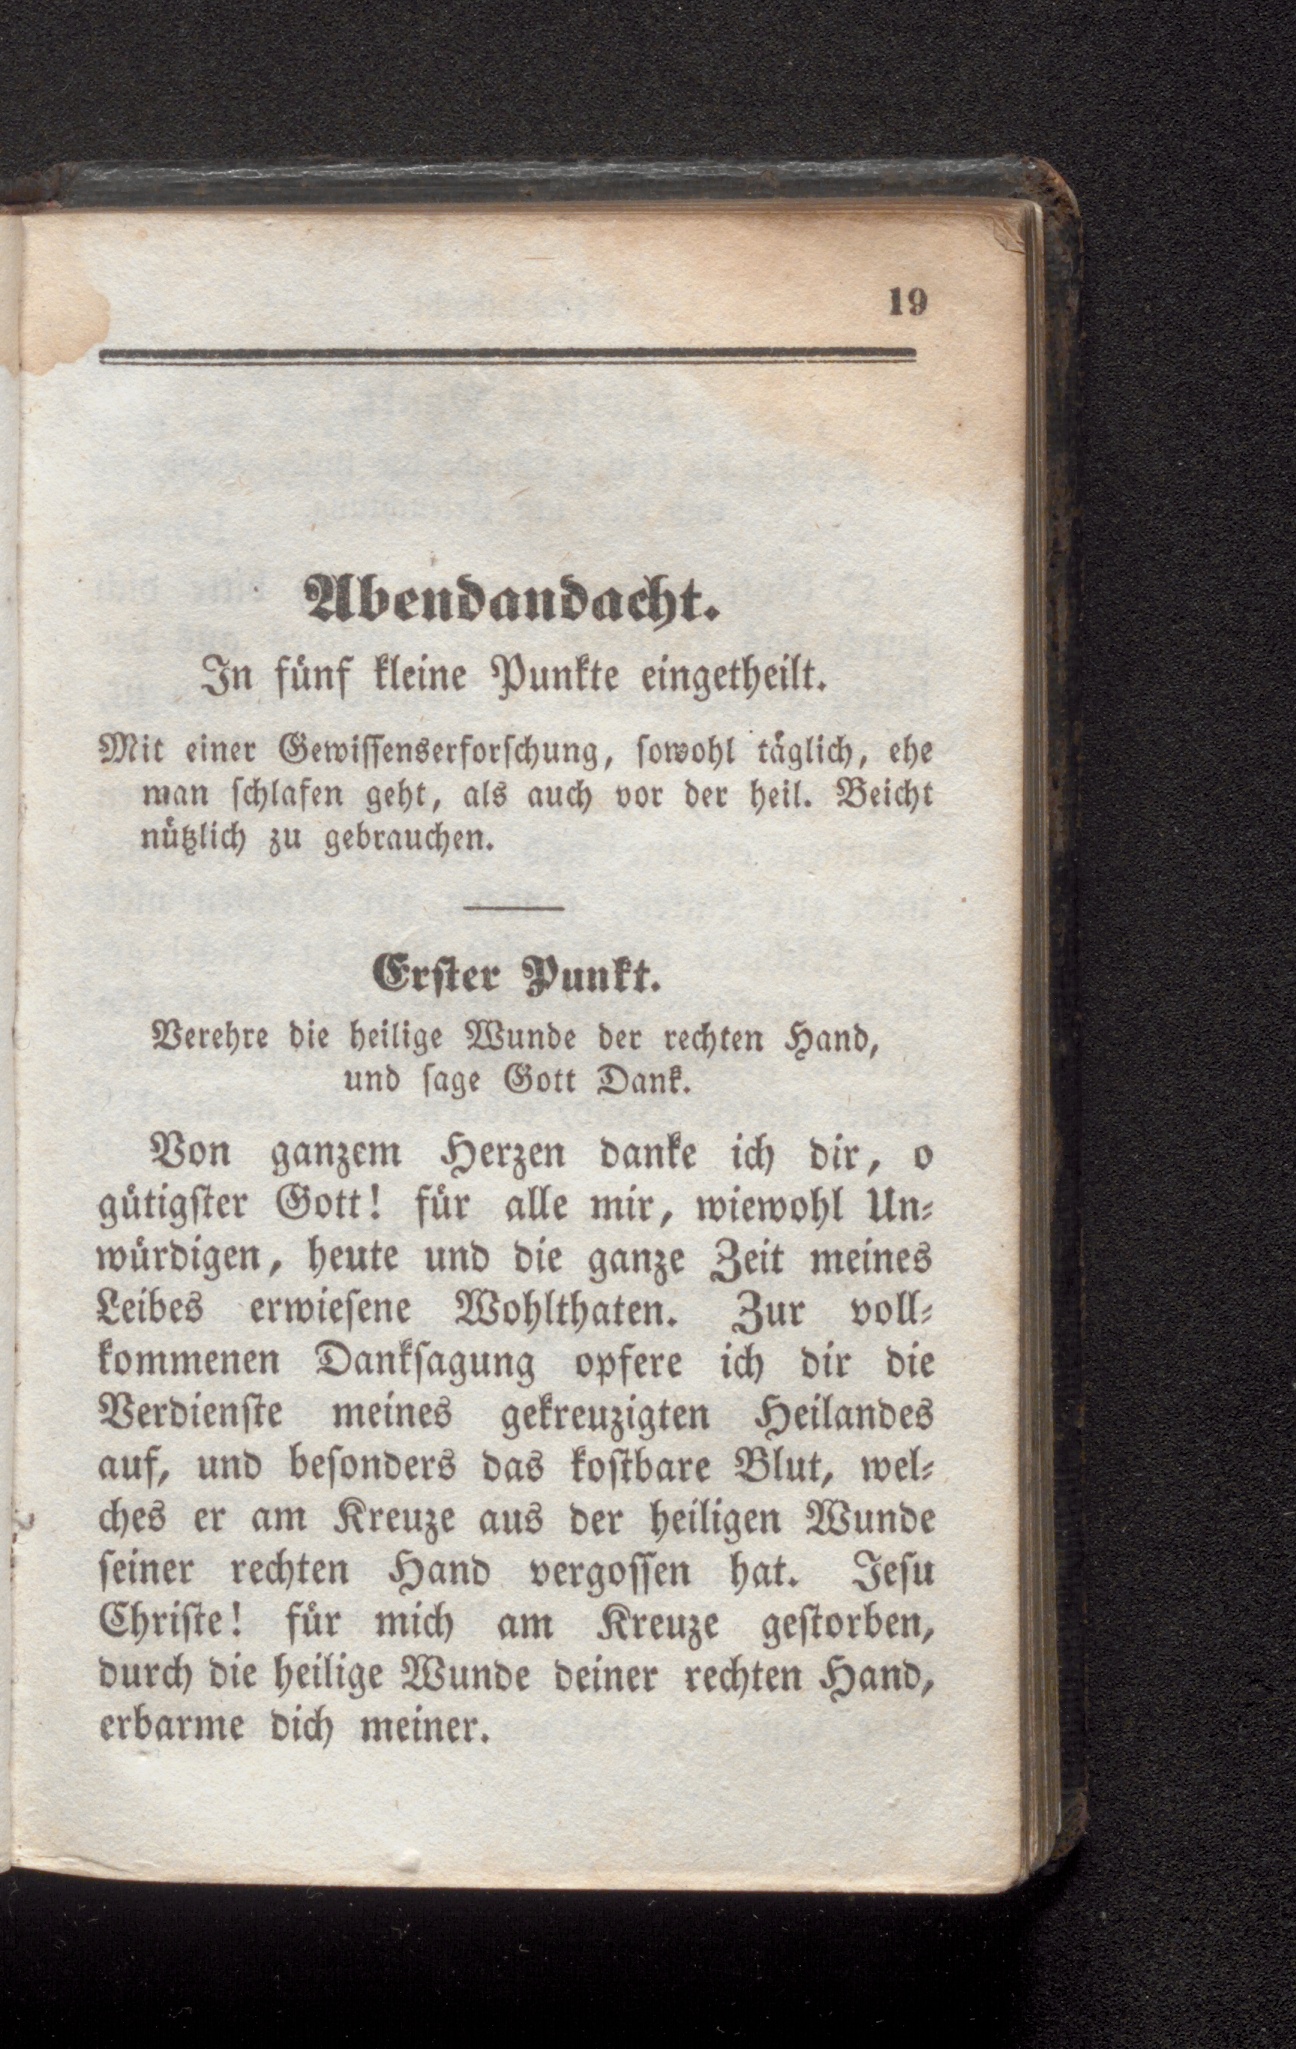 19
Abendandacht.
In fünf kleine Punkte eingetheilt.
Mit einer Gewissenserforschung, sowohl täglich, ehe
man schlafen geht, als auch vor der heil. Beicht
nützlich zu gebrauchen.
Erster Punkt.
Verehre die heilige Wunde der rechten Hand,
und sage Gott Dank.
Von ganzem Herzen danke ich dir, o
gütigster Gott! für alle mir, wiewohl Un-
würdigen, heute und die ganze Zeit meines
Leibes erwiesene Wohlthaten. Zur voll-
kommenen Danksagung opfere ich dir die
Verdienste meines gekreuzigten Heilandes
auf, und besonders das kostbare Blut, wel-
ches er am Kreuze aus der heiligen Wunde
seiner rechten Hand vergossen hat. Jesu
Christe! für mich am Kreuze gestorben,
durch die heilige Wunde deiner rechten Hand,
erbarme dich meiner.